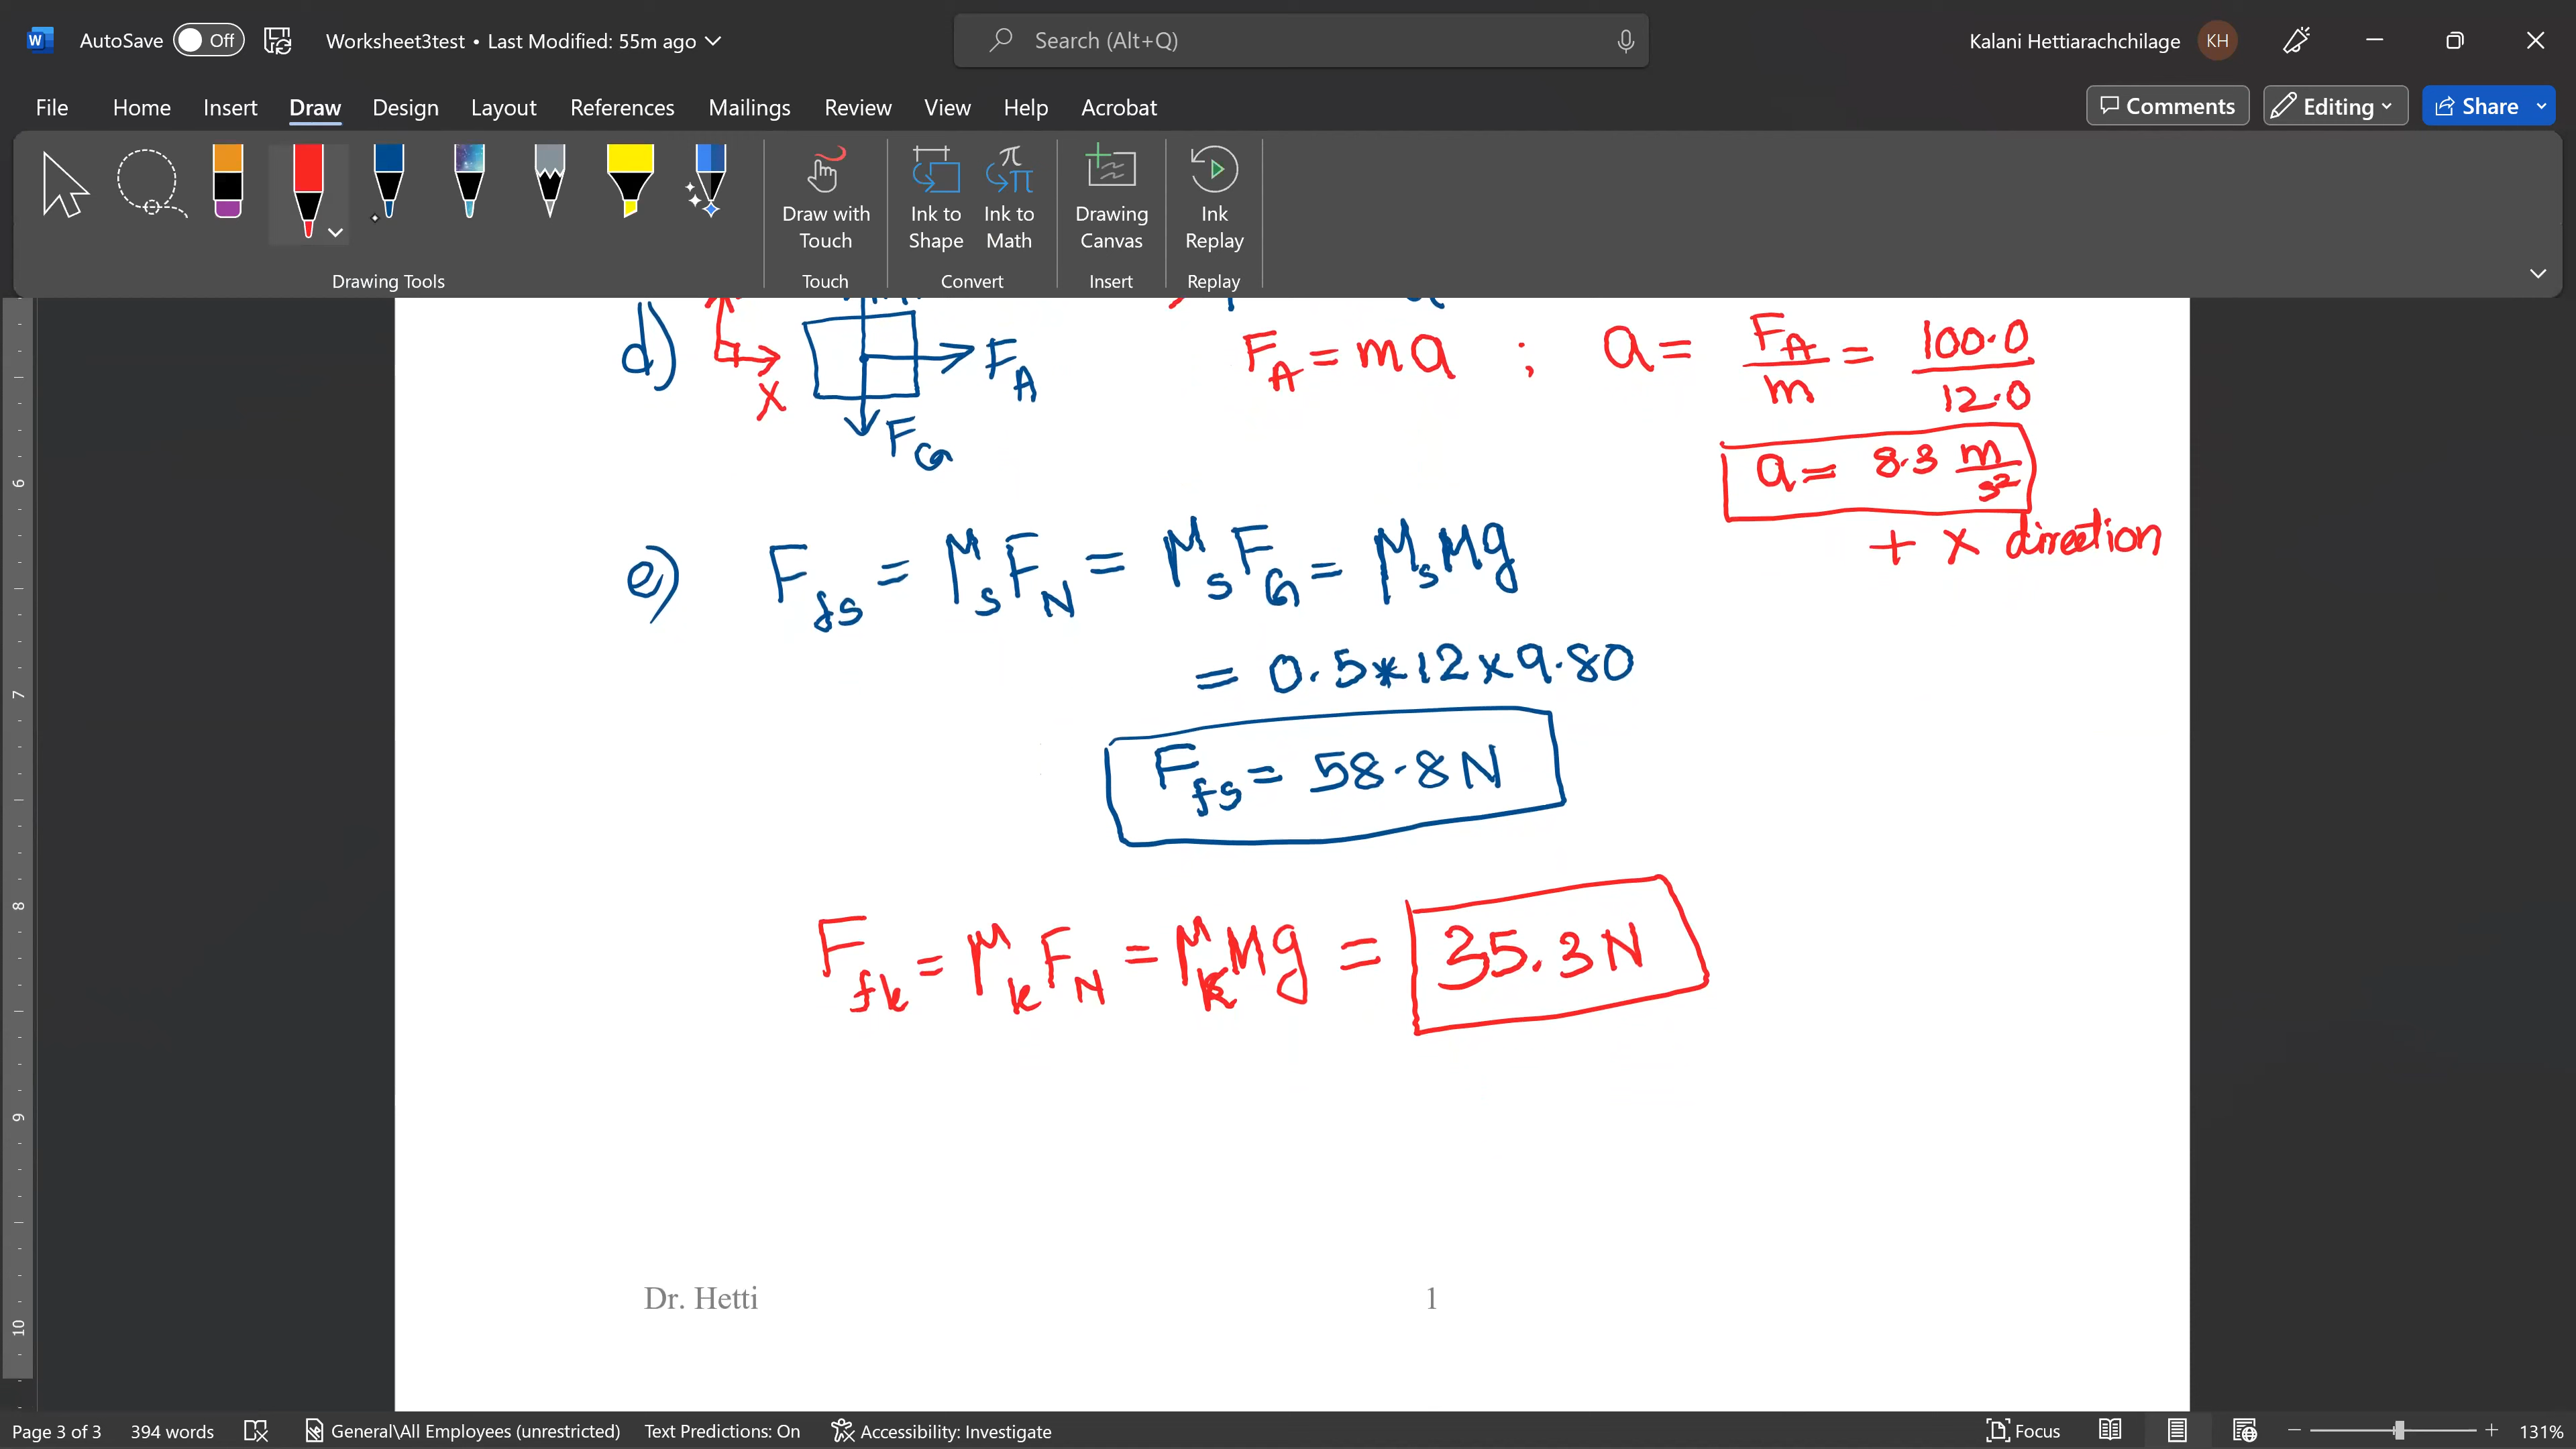 AutoSave Off Worksheet3test • Last Modified: 55m ago Search (Alt+Q) Kalani Hettiarachchilage KH
File Home Insert Draw Design Layout References Mailings Review View Help Acrobat Comments Editing Share
Draw with Touch
Ink to Shape
Ink to Math
Drawing Canvas
Ink Replay
Drawing Tools Touch Convert Insert Replay
d) X F_A F_G
F_A = ma ; a = F_A/m = 100.0/12.0
a = 8.3 m/s²
+ x direction
e) F_fs = μ_s F_N = μ_s F_G = μ_s Mg
= 0.5*12×9.80
F_fs = 58.8 N
F_fk = μ_k F_N = μ_k Mg = 35.3 N
Dr. Hetti 1
6
7
8
9
10
Page 3 of 3 394 words General\All Employees (unrestricted) Text Predictions: On Accessibility: Investigate Focus 131%